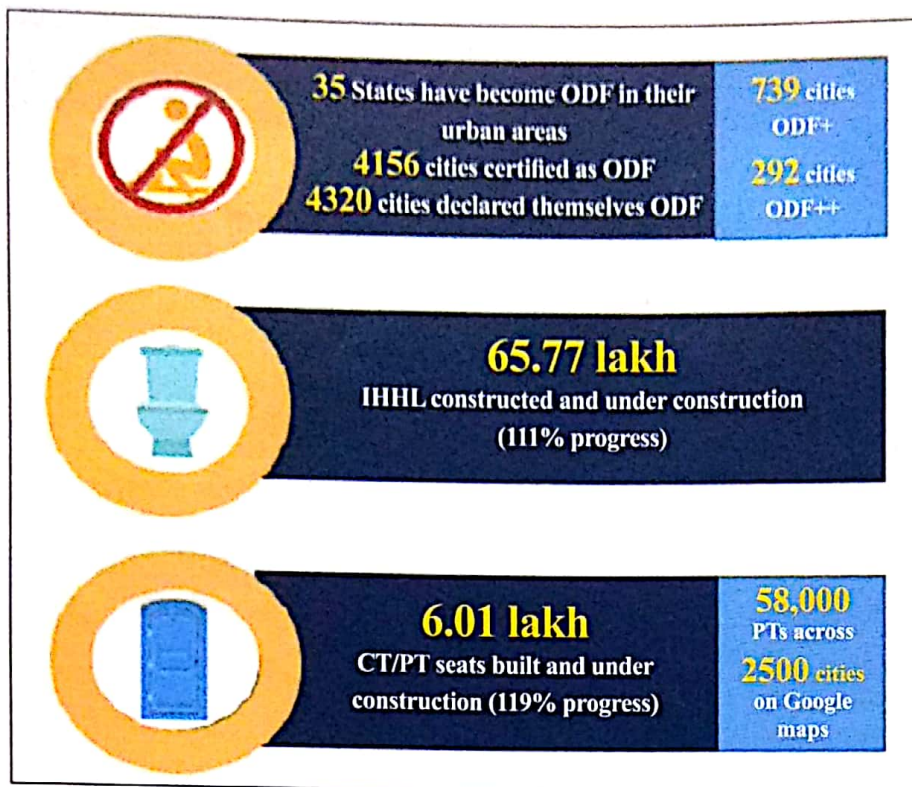 35 States have become ODF in their
urban areas
4156 cities certified as ODF
4320 cities declared themselves ODF
739 cities
ODF+
292 cities
ODF++
65.77 lakh
IHHL constructed and under construction
(111% progress)
6.01 lakh
CT/PT seats built and under
construction (119% progress)
58,000
PTs across
2500 cities
on Google
maps